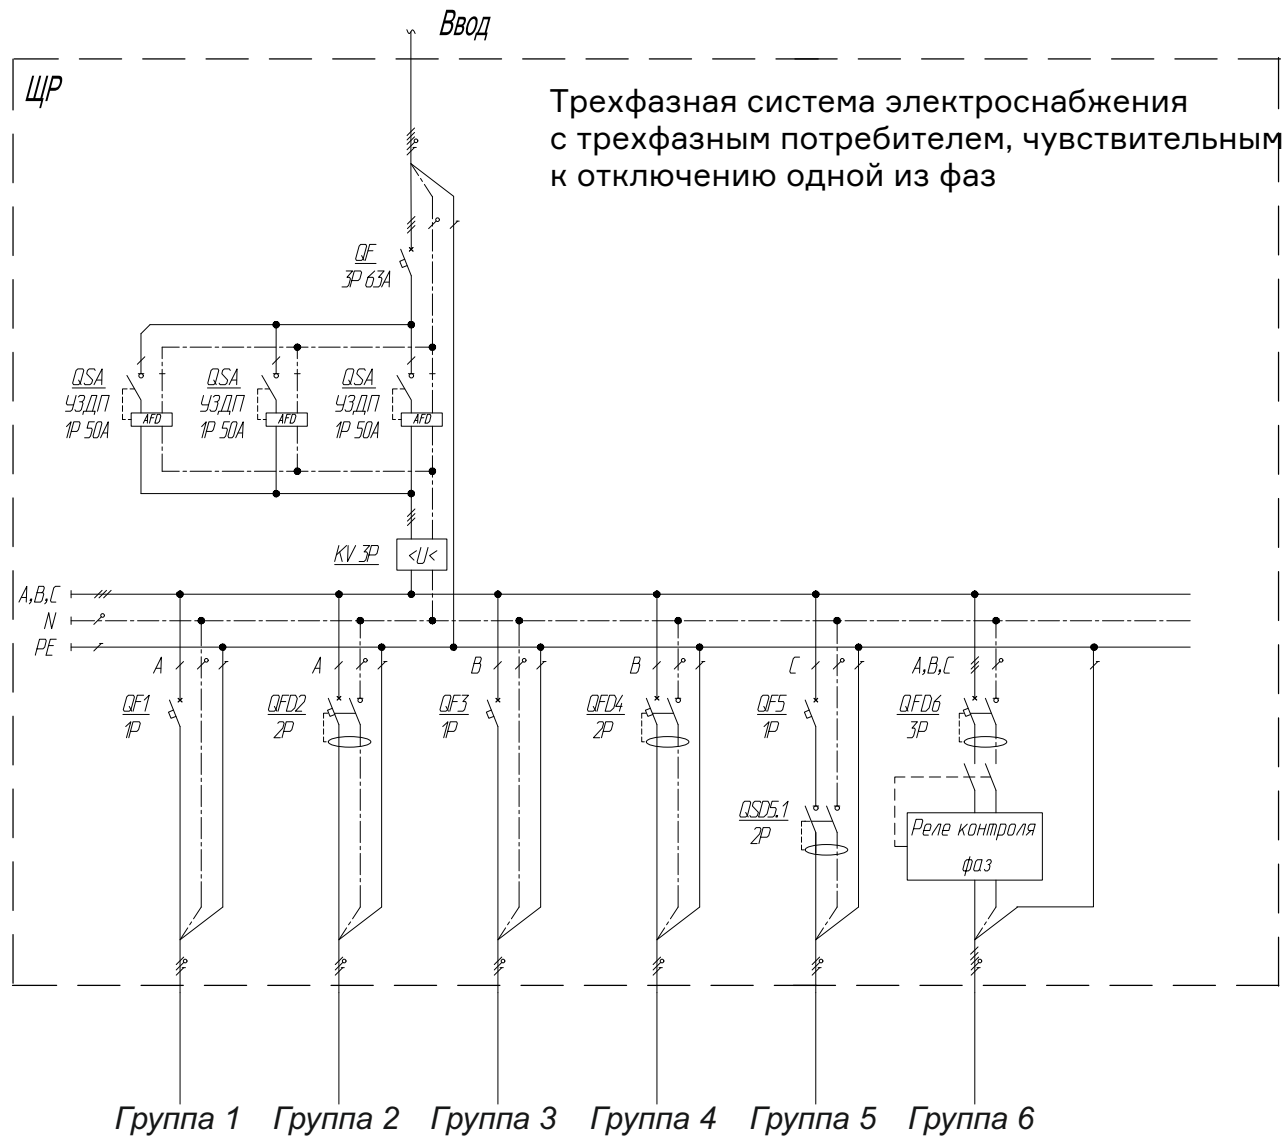 Ввод
ЩР
Трехфазная система электроснабжения
с трехфазным потребителем, чувствительным
к отключению одной из фаз
QF
3P 63A
QSA
УЗДП
1P 50A
QSA
УЗДП
1P 50A
QSA
УЗДП
1P 50A
AFD
AFD
AFD
KV 3P
<U<
A,B,C
N
PE
A
A
B
B
C
A,B,C
QF1
1P
QFD2
2P
QF3
1P
QFD4
2P
QF5
1P
QFD6
3P
QSD5.1
2P
Реле контроля
фаз
Группа 1
Группа 2
Группа 3
Группа 4
Группа 5
Группа 6